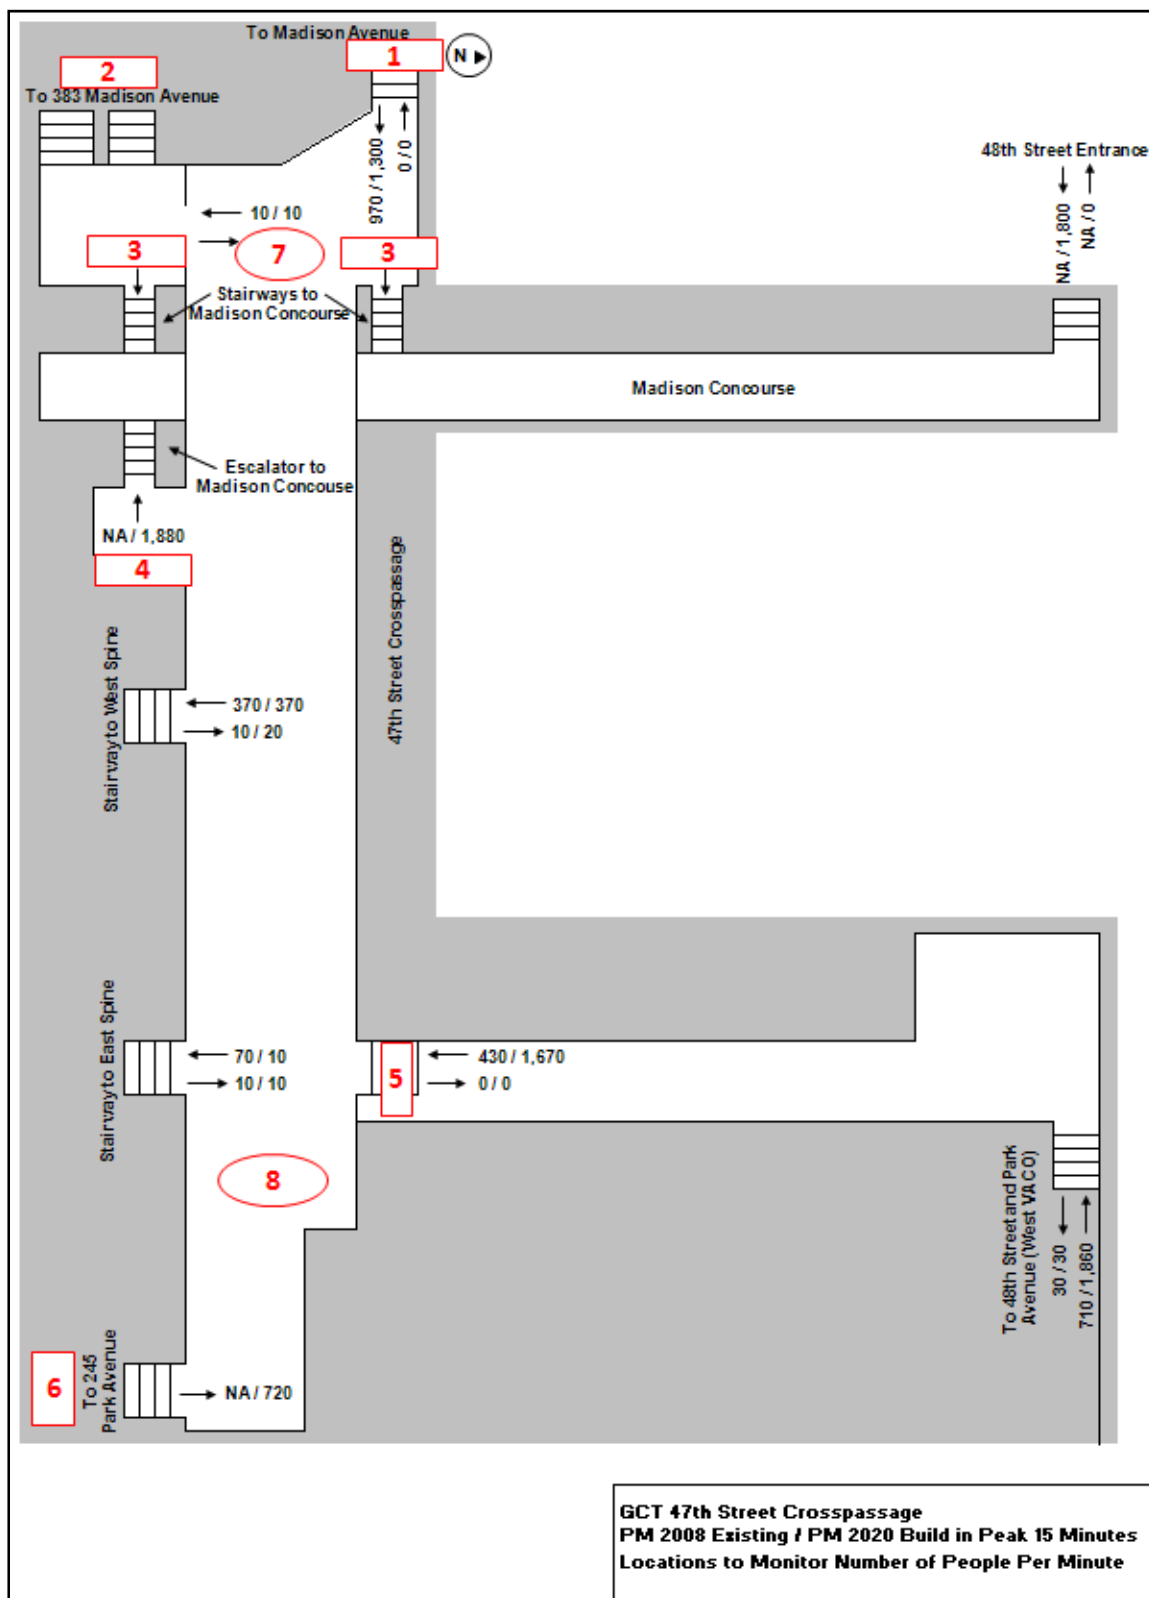 To Madison Avenue
1
N
2
To 383 Madison Avenue
970 / 1,300
0 / 0
48th Street Entrance
NA / 1,800
NA / 0
10 / 10
7
3
3
Stairways to
Madison Concourse
Madison Concourse
Escalator to
Madison Concouse
NA / 1,880
4
47th Street Crosspassage
Stairway to West Spine
370 / 370
10 / 20
Stairway to East Spine
70 / 10
10 / 10
5
430 / 1,670
0 / 0
8
To 48th Street and Park
Avenue (West VACO)
30 / 30
710 / 1,860
6
To 245
Park Avenue
NA / 720
GCT 47th Street Crosspassage
PM 2008 Existing / PM 2020 Build in Peak 15 Minutes
Locations to Monitor Number of People Per Minute